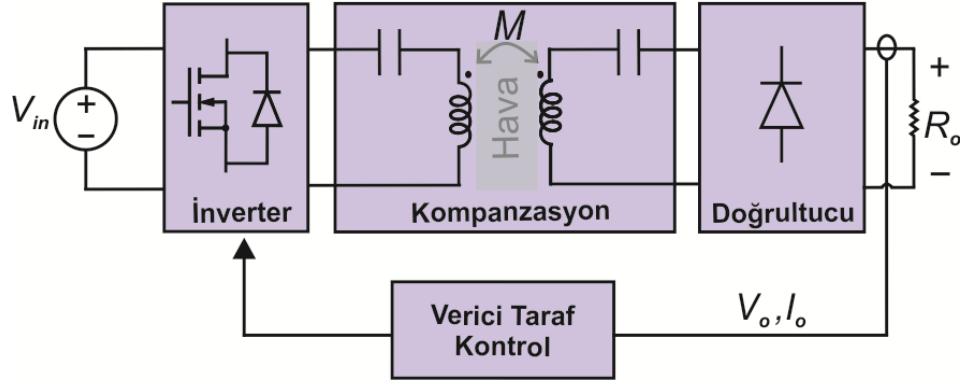 M
Hava
V_in
+
−
+
R_o
−
İnverter
Kompanzasyon
Doğrultucu
Verici Taraf
Kontrol
V_o, I_o